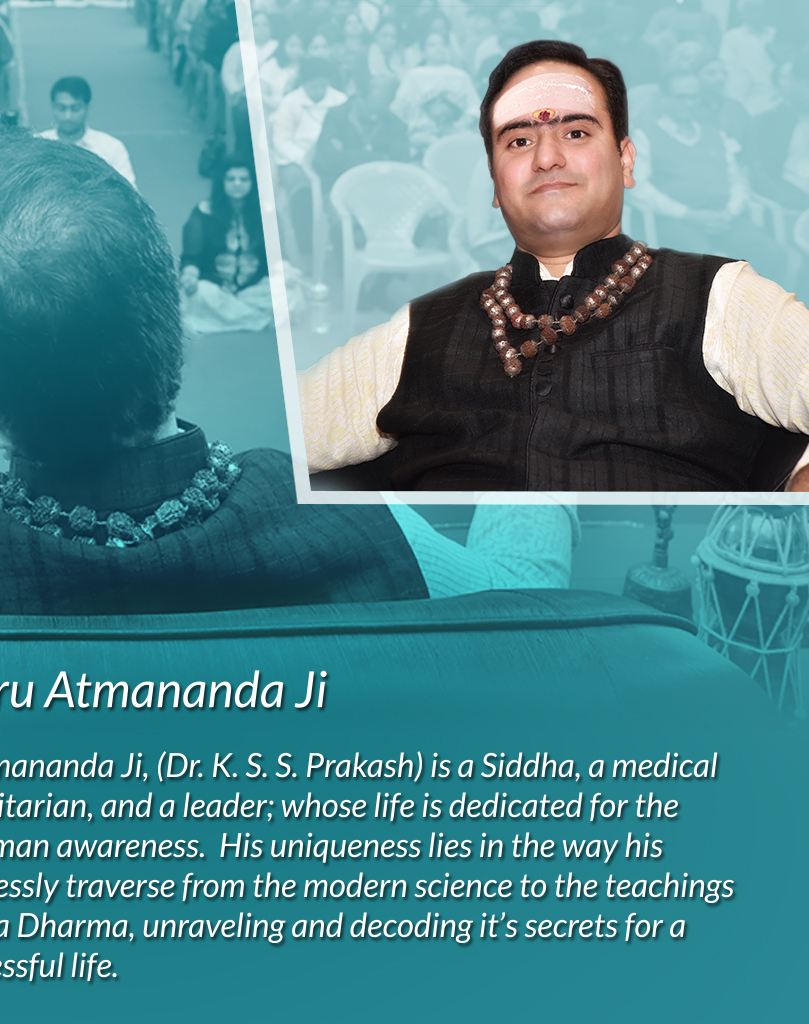 ru Atmananda Ji
mananda Ji, (Dr. K. S. S. Prakash) is a Siddha, a medical
itarian, and a leader; whose life is dedicated for the
man awareness. His uniqueness lies in the way his
essly traverse from the modern science to the teachings
a Dharma, unraveling and decoding it’s secrets for a
essful life.